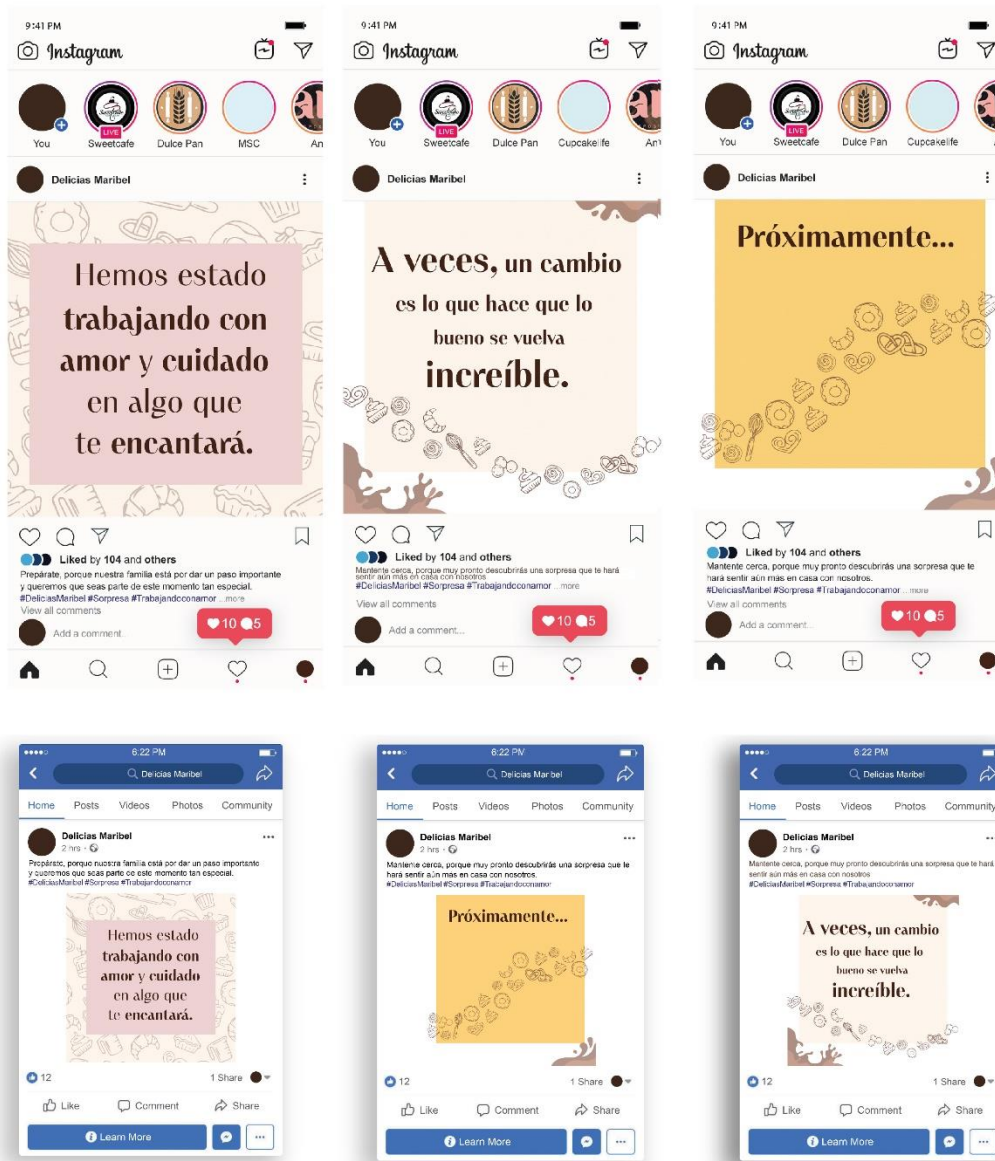 9:41 PM
Instagram
LIVE
You Sweetcafe Dulce Pan MSC An
Delicias Maribel
Hemos estado
trabajando con
amor y cuidado
en algo que
te encantará.
Liked by 104 and others
Prepárate, porque nuestra familia está por dar un paso importante
y queremos que seas parte de este momento tan especial.
#DeliciasMaribel #Sorpresa #Trabajandoconamor ...more
View all comments
Add a comment...
10 5
9:41 PM
Instagram
LIVE
You Sweetcafe Dulce Pan Cupcakelife
Delicias Maribel
A veces, un cambio
es lo que hace que lo
bueno se vuelva
increíble.
Liked by 104 and others
Mantente cerca, porque muy pronto descubrirás una sorpresa que te hará
sentir aún más en casa con nosotros.
#DeliciasMaribel #Sorpresa #Trabajandoconamor ...more
View all comments
Add a comment...
10 5
9:41 PM
Instagram
LIVE
You Sweetcafe Dulce Pan Cupcakelife
Delicias Maribel
Próximamente...
Liked by 104 and others
Mantente cerca, porque muy pronto descubrirás una sorpresa que te
hará sentir aún más en casa con nosotros.
#DeliciasMaribel #Sorpresa #Trabajandoconamor ...more
View all comments
Add a comment...
10 5
6:22 PM
Delicias Maribel
Home Posts Videos Photos Community
Delicias Maribel
2 hrs
Prepárate, porque nuestra familia está por dar un paso importante
y queremos que seas parte de este momento tan especial.
#DeliciasMaribel #Sorpresa #Trabajandoconamor
Hemos estado
trabajando con
amor y cuidado
en algo que
te encantará.
12 1 Share
Like Comment Share
Learn More
6:22 PM
Delicias Maribel
Home Posts Videos Photos Community
Delicias Maribel
2 hrs
Mantente cerca, porque muy pronto descubrirás una sorpresa que te
hará sentir aún más en casa con nosotros.
#DeliciasMaribel #Sorpresa #Trabajandoconamor
Próximamente...
12 1 Share
Like Comment Share
Learn More
6:22 PM
Delicias Maribel
Home Posts Videos Photos Community
Delicias Maribel
2 hrs
Mantente cerca, porque muy pronto descubrirás una sorpresa que te hará
sentir aún más en casa con nosotros
#DeliciasMaribel #Sorpresa #Trabajandoconamor
A veces, un cambio
es lo que hace que lo
bueno se vuelva
increíble.
12 1 Share
Like Comment Share
Learn More